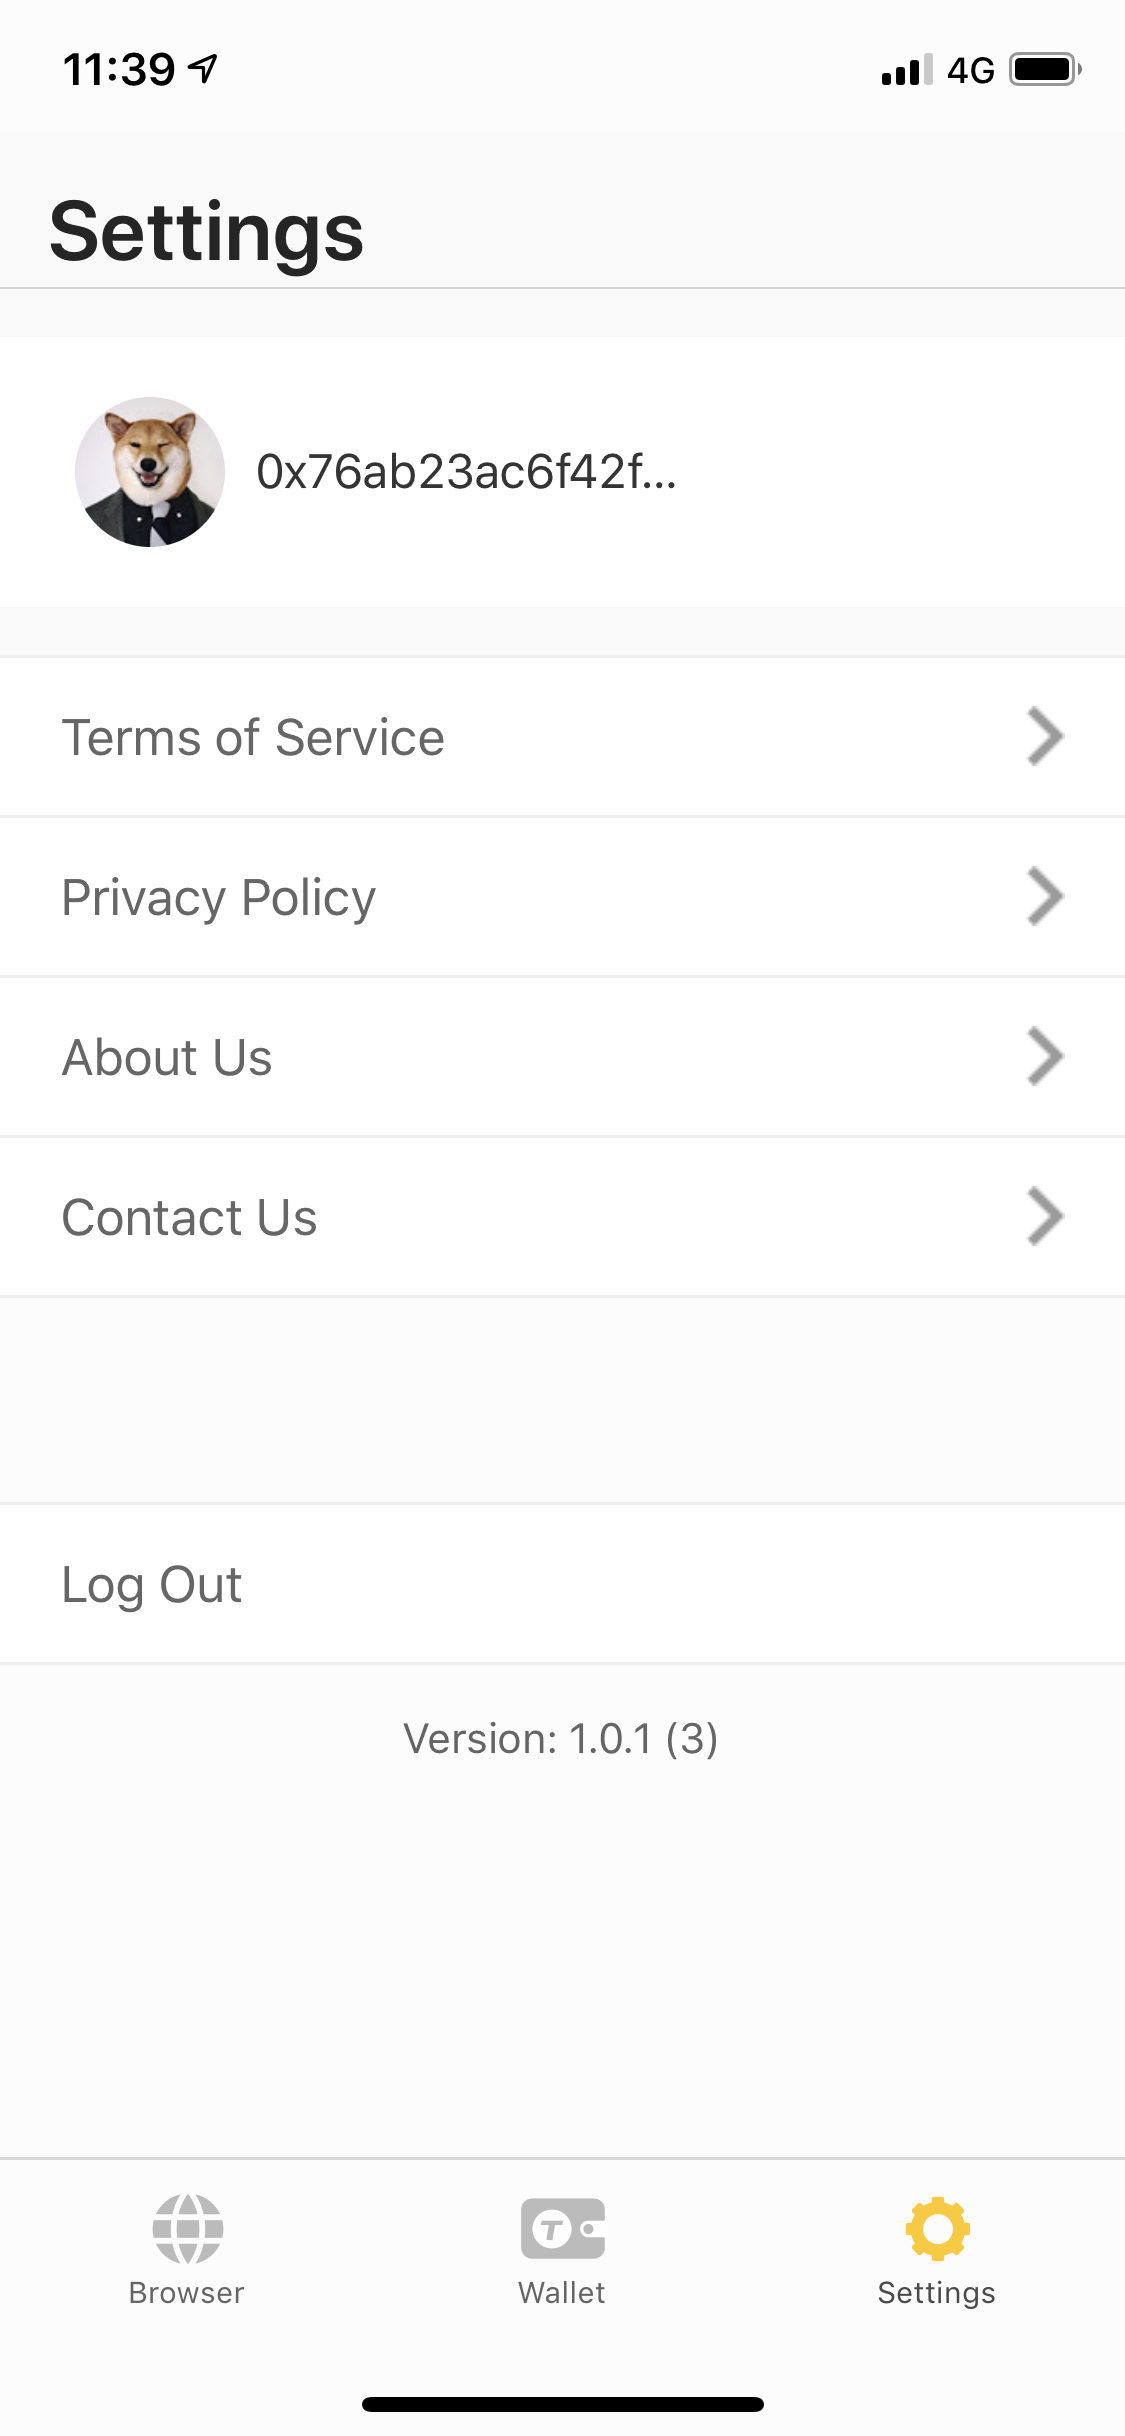 11:39
4G
Settings
0x76ab23ac6f42f...
Terms of Service
Privacy Policy
About Us
Contact Us
Log Out
Version: 1.0.1 (3)
T
Browser
Wallet
Settings